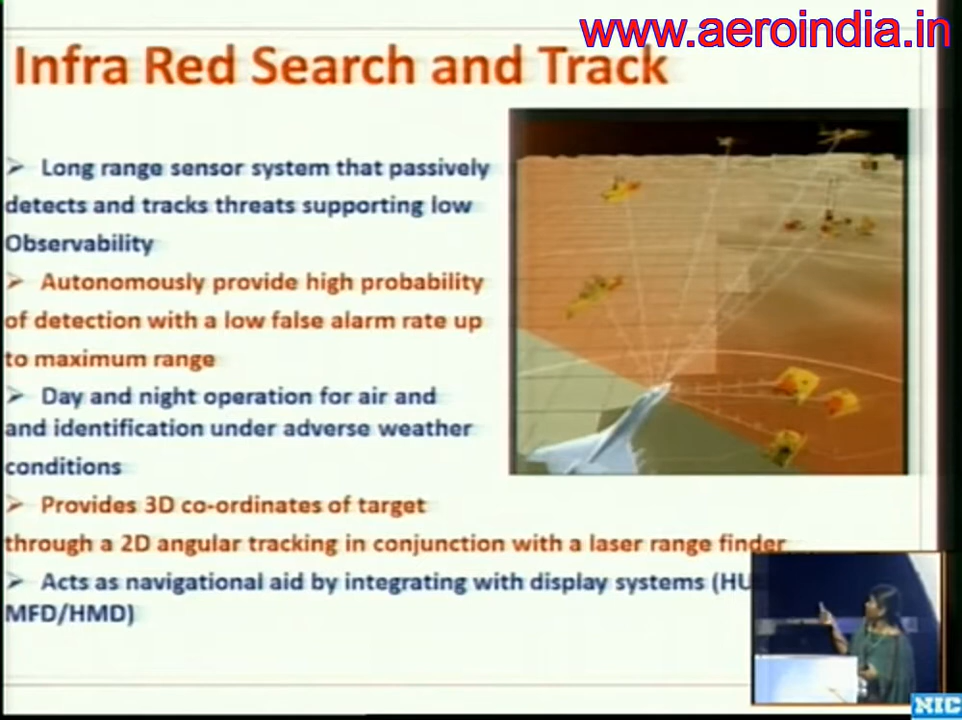 www.aeroindia.in
Infra Red Search and Track
➢ Long range sensor system that passively
detects and tracks threats supporting low
Observability
➢ Autonomously provide high probability
of detection with a low false alarm rate up
to maximum range
➢ Day and night operation for air and
and identification under adverse weather
conditions
➢ Provides 3D co-ordinates of target
through a 2D angular tracking in conjunction with a laser range finder
➢ Acts as navigational aid by integrating with display systems (HU
MFD/HMD)
NIC